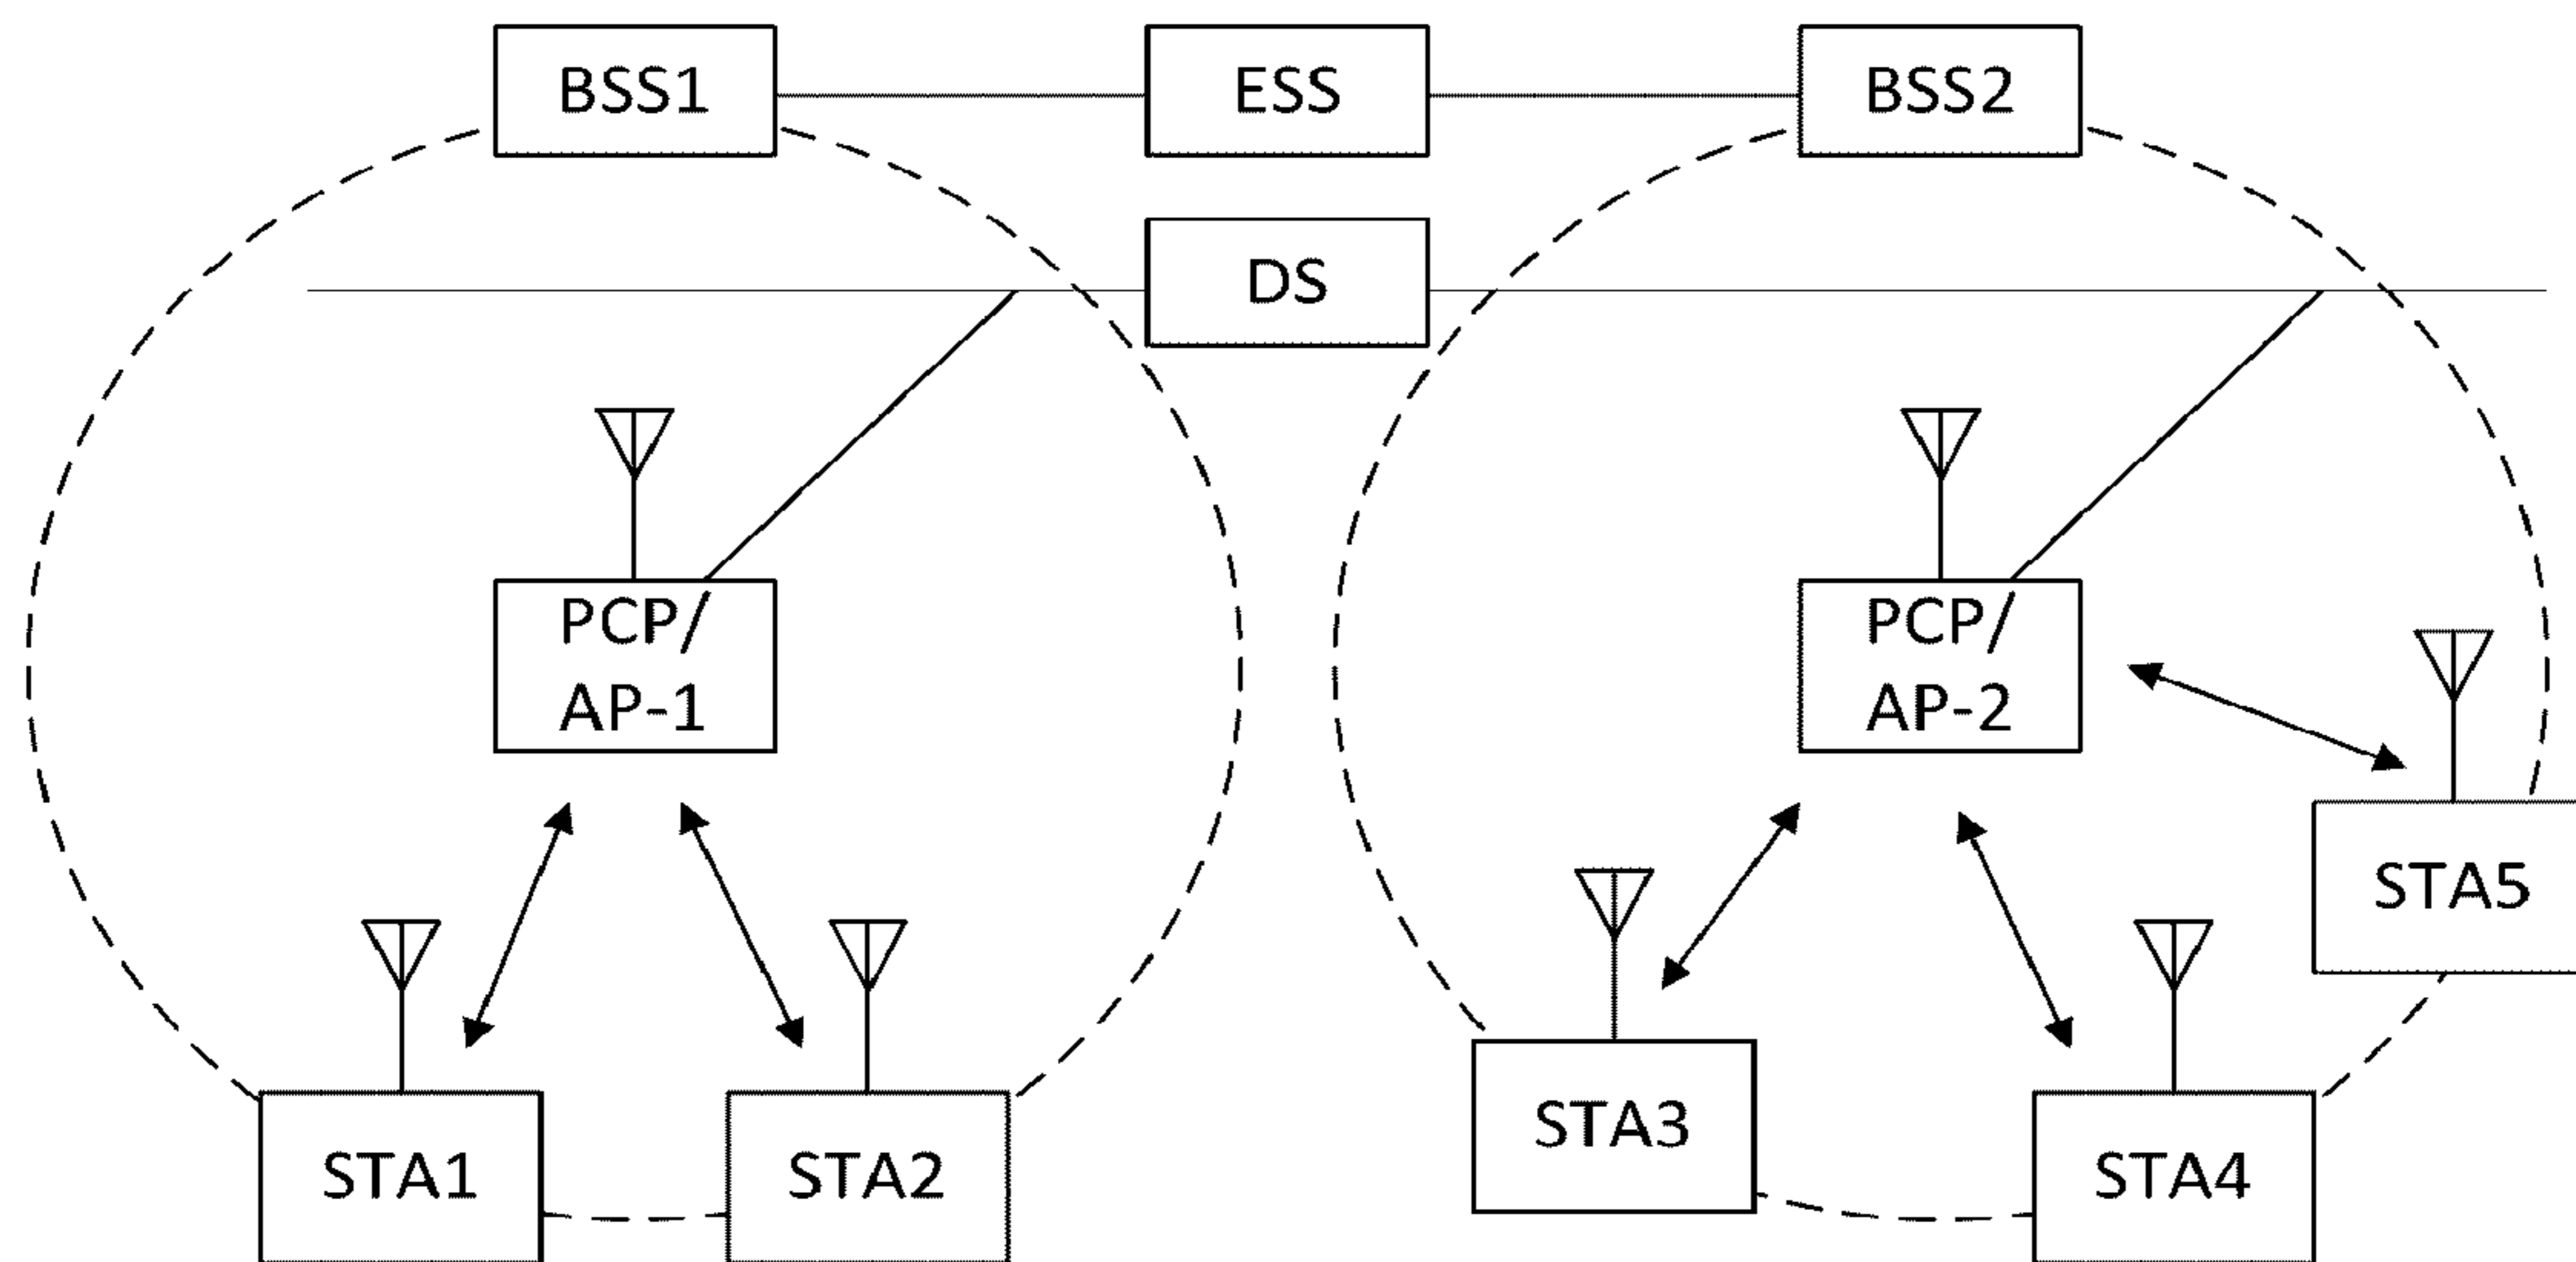 BSS1
ESS
BSS2
DS
PCP/
AP-1
PCP/
AP-2
STA5
STA3
STA1
STA2
STA4